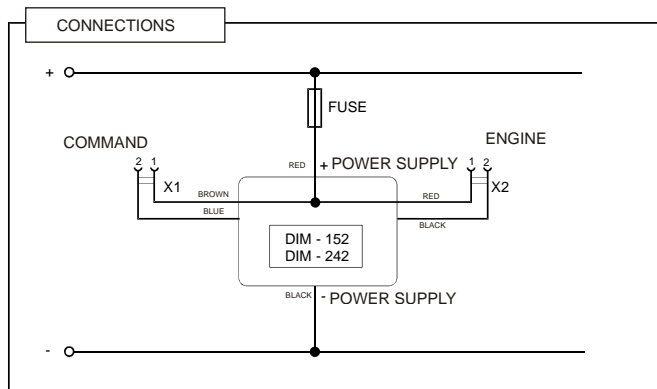 CONNECTIONS
+
FUSE
COMMAND
ENGINE
2 1
RED
+ POWER SUPPLY
1 2
X1
X2
BROWN
RED
BLUE
BLACK
DIM - 152
DIM - 242
BLACK
- POWER SUPPLY
-